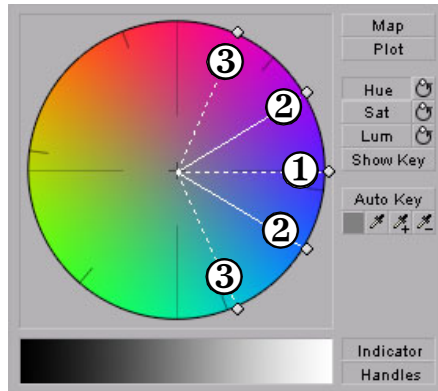 Map
Plot
3
2
Hue
Sat
Lum
1
Show Key
Auto Key
2
3
Indicator
Handles